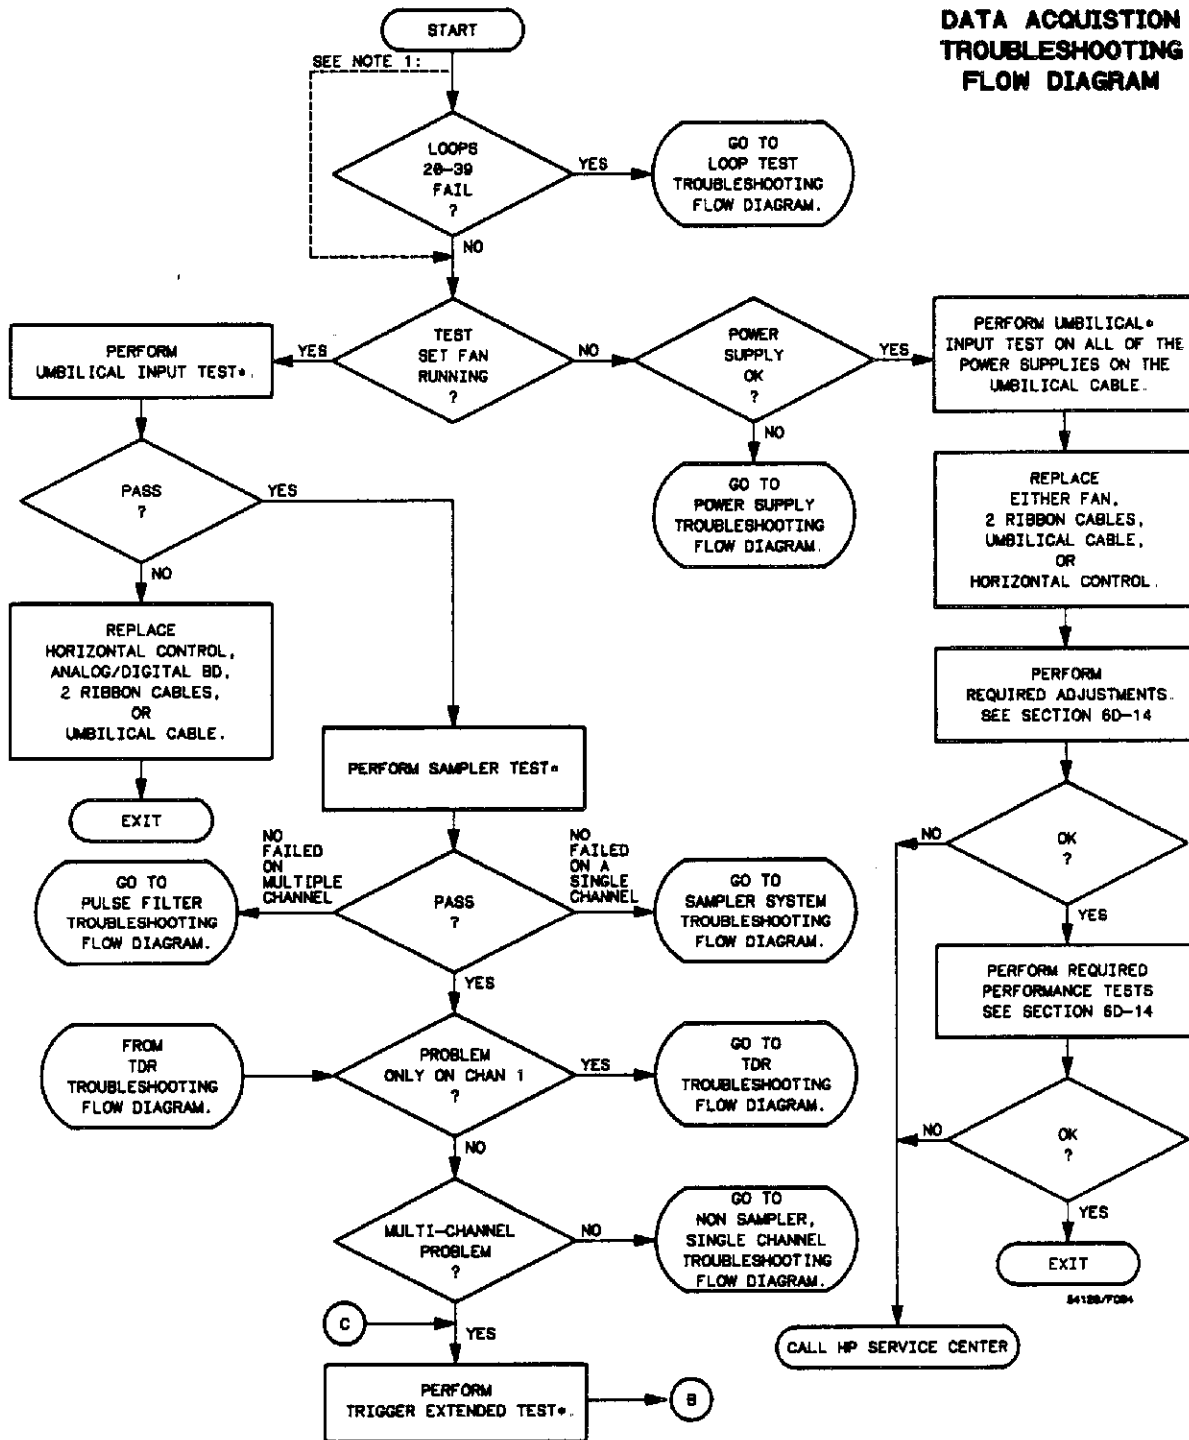 DATA ACQUISTION
TROUBLESHOOTING
FLOW DIAGRAM
START
SEE NOTE 1:
LOOPS
20-39
FAIL
?
YES
GO TO
LOOP TEST
TROUBLESHOOTING
FLOW DIAGRAM.
NO
TEST
SET FAN
RUNNING
?
YES
PERFORM
UMBILICAL INPUT TEST*.
NO
POWER
SUPPLY
OK
?
YES
PERFORM UMBILICAL*
INPUT TEST ON ALL OF THE
POWER SUPPLIES ON THE
UMBILICAL CABLE.
NO
GO TO
POWER SUPPLY
TROUBLESHOOTING
FLOW DIAGRAM.
REPLACE
EITHER FAN,
2 RIBBON CABLES,
UMBILICAL CABLE,
OR
HORIZONTAL CONTROL.
PASS
?
YES
NO
REPLACE
HORIZONTAL CONTROL,
ANALOG/DIGITAL BD,
2 RIBBON CABLES,
OR
UMBILICAL CABLE.
EXIT
PERFORM
REQUIRED ADJUSTMENTS.
SEE SECTION 6D-14
PERFORM SAMPLER TEST*
NO
FAILED
ON
MULTIPLE
CHANNEL
PASS
?
NO
FAILED
ON A
SINGLE
CHANNEL
GO TO
PULSE FILTER
TROUBLESHOOTING
FLOW DIAGRAM.
GO TO
SAMPLER SYSTEM
TROUBLESHOOTING
FLOW DIAGRAM.
NO
OK
?
YES
YES
PERFORM REQUIRED
PERFORMANCE TESTS
SEE SECTION 6D-14
FROM
TDR
TROUBLESHOOTING
FLOW DIAGRAM.
PROBLEM
ONLY ON CHAN 1
?
YES
GO TO
TDR
TROUBLESHOOTING
FLOW DIAGRAM.
NO
OK
?
NO
YES
MULTI-CHANNEL
PROBLEM
?
NO
GO TO
NON SAMPLER,
SINGLE CHANNEL
TROUBLESHOOTING
FLOW DIAGRAM.
EXIT
C
YES
CALL HP SERVICE CENTER
PERFORM
TRIGGER EXTENDED TEST*.
B